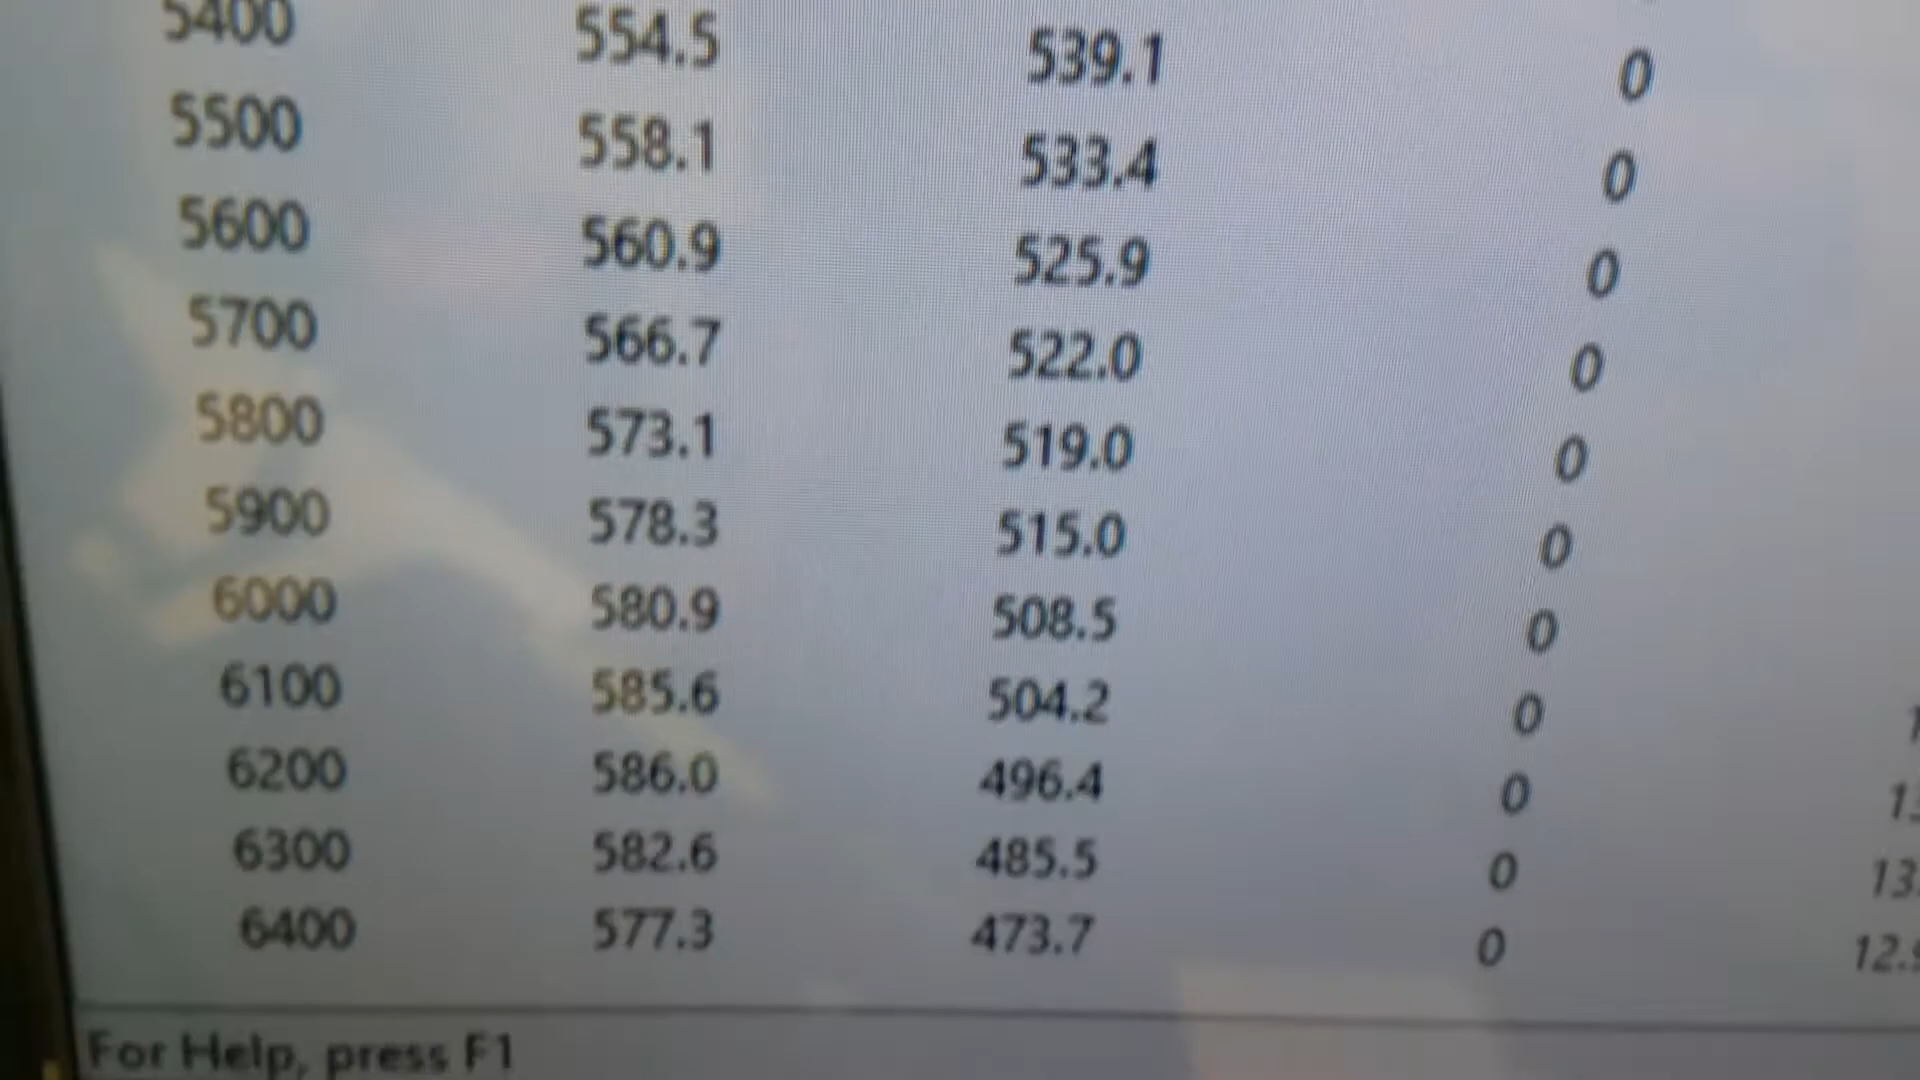 5400 554.5 539.1 0
5500 558.1 533.4 0
5600 560.9 525.9 0
5700 566.7 522.0 0
5800 573.1 519.0 0
5900 578.3 515.0 0
6000 580.9 508.5 0
6100 585.6 504.2 0
6200 586.0 496.4 0
6300 582.6 485.5 0 13.
6400 577.3 473.7 0 12.9
For Help, press F1